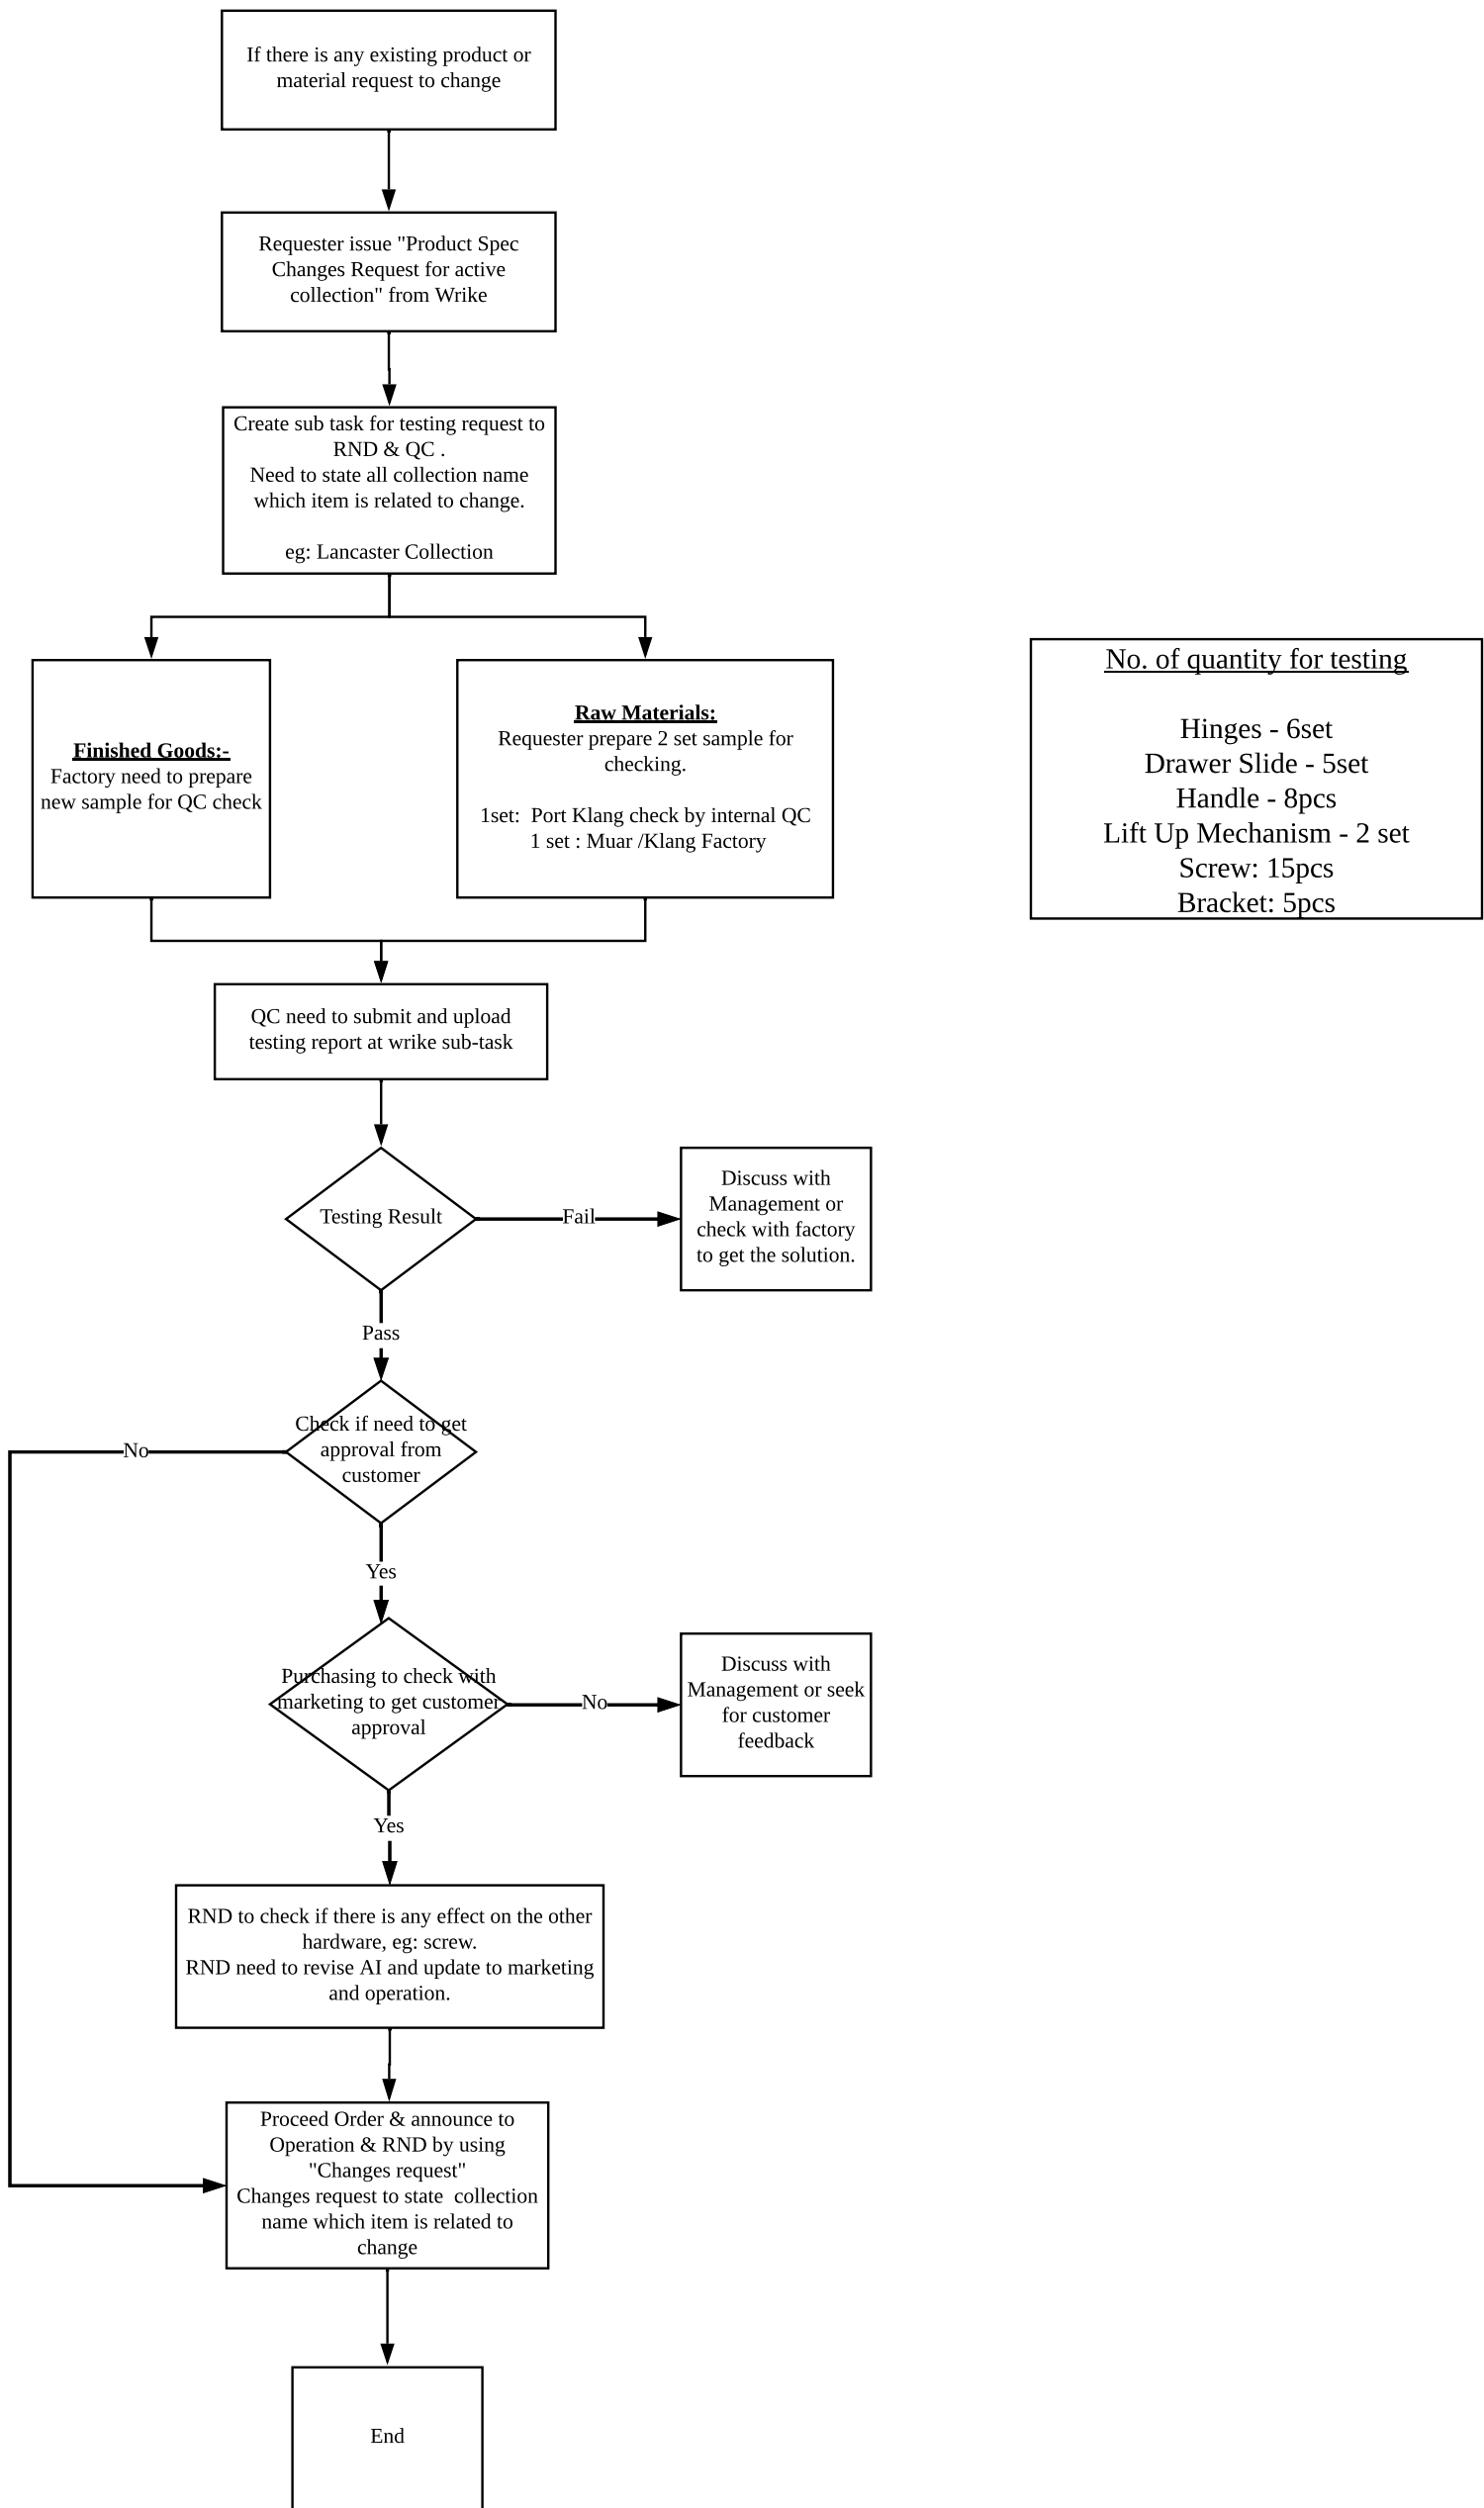 If there is any existing product or
material request to change
Requester issue "Product Spec
Changes Request for active
collection" from Wrike
Create sub task for testing request to
RND & QC .
Need to state all collection name
which item is related to change.
eg: Lancaster Collection
Finished Goods:-
Factory need to prepare
new sample for QC check
Raw Materials:
Requester prepare 2 set sample for
checking.
1set:  Port Klang check by internal QC
1 set : Muar /Klang Factory
No. of quantity for testing
Hinges - 6set
Drawer Slide - 5set
Handle - 8pcs
Lift Up Mechanism - 2 set
Screw: 15pcs
Bracket: 5pcs
QC need to submit and upload
testing report at wrike sub-task
Testing Result
Fail
Discuss with
Management or
check with factory
to get the solution.
Pass
Check if need to get
approval from
customer
No
Yes
Purchasing to check with
marketing to get customer
approval
No
Discuss with
Management or seek
for customer
feedback
Yes
RND to check if there is any effect on the other
hardware, eg: screw.
RND need to revise AI and update to marketing
and operation.
Proceed Order & announce to
Operation & RND by using
"Changes request"
Changes request to state  collection
name which item is related to
change
End